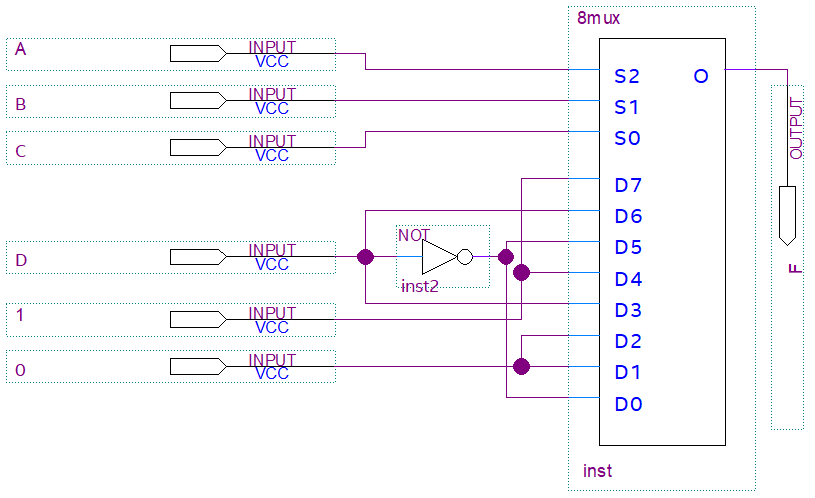 8mux
A
INPUT
VCC
B
INPUT
VCC
C
INPUT
VCC
D
INPUT
VCC
1
INPUT
VCC
0
INPUT
VCC
NOT
inst2
S2
S1
S0
D7
D6
D5
D4
D3
D2
D1
D0
O
inst
OUTPUT
F